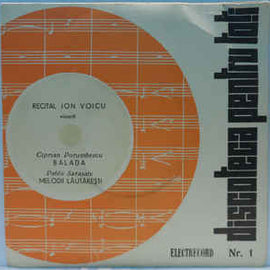 RECITAL ION VOICU
vioară
Ciprian Porumbescu
BALADA
Pablo Sarasate
MELODII LĂUTĂREȘTI
discoteca pentru toți
ELECTRECORD Nr. 1